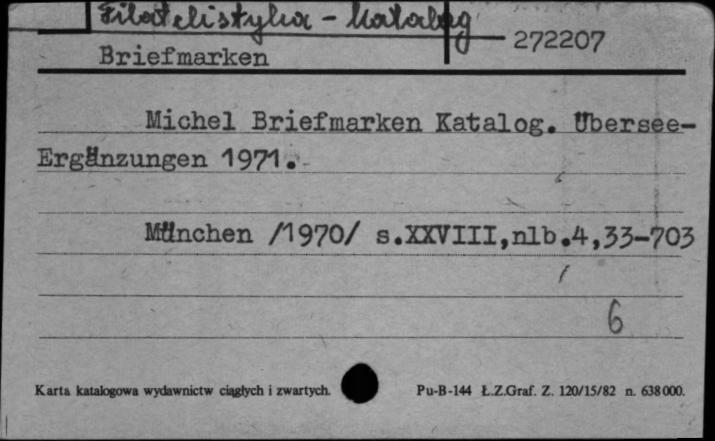 Filatelistyka - Katalog
272207
Briefmarken
Michel Briefmarken Katalog. Übersee-
Ergänzungen 1971.-
München /1970/ s.XXVIII,nlb.4,33-703
6
Karta katalogowa wydawnictw ciągłych i zwartych.
Pu-B-144 Ł.Z.Graf. Z. 120/15/82 n. 638000.